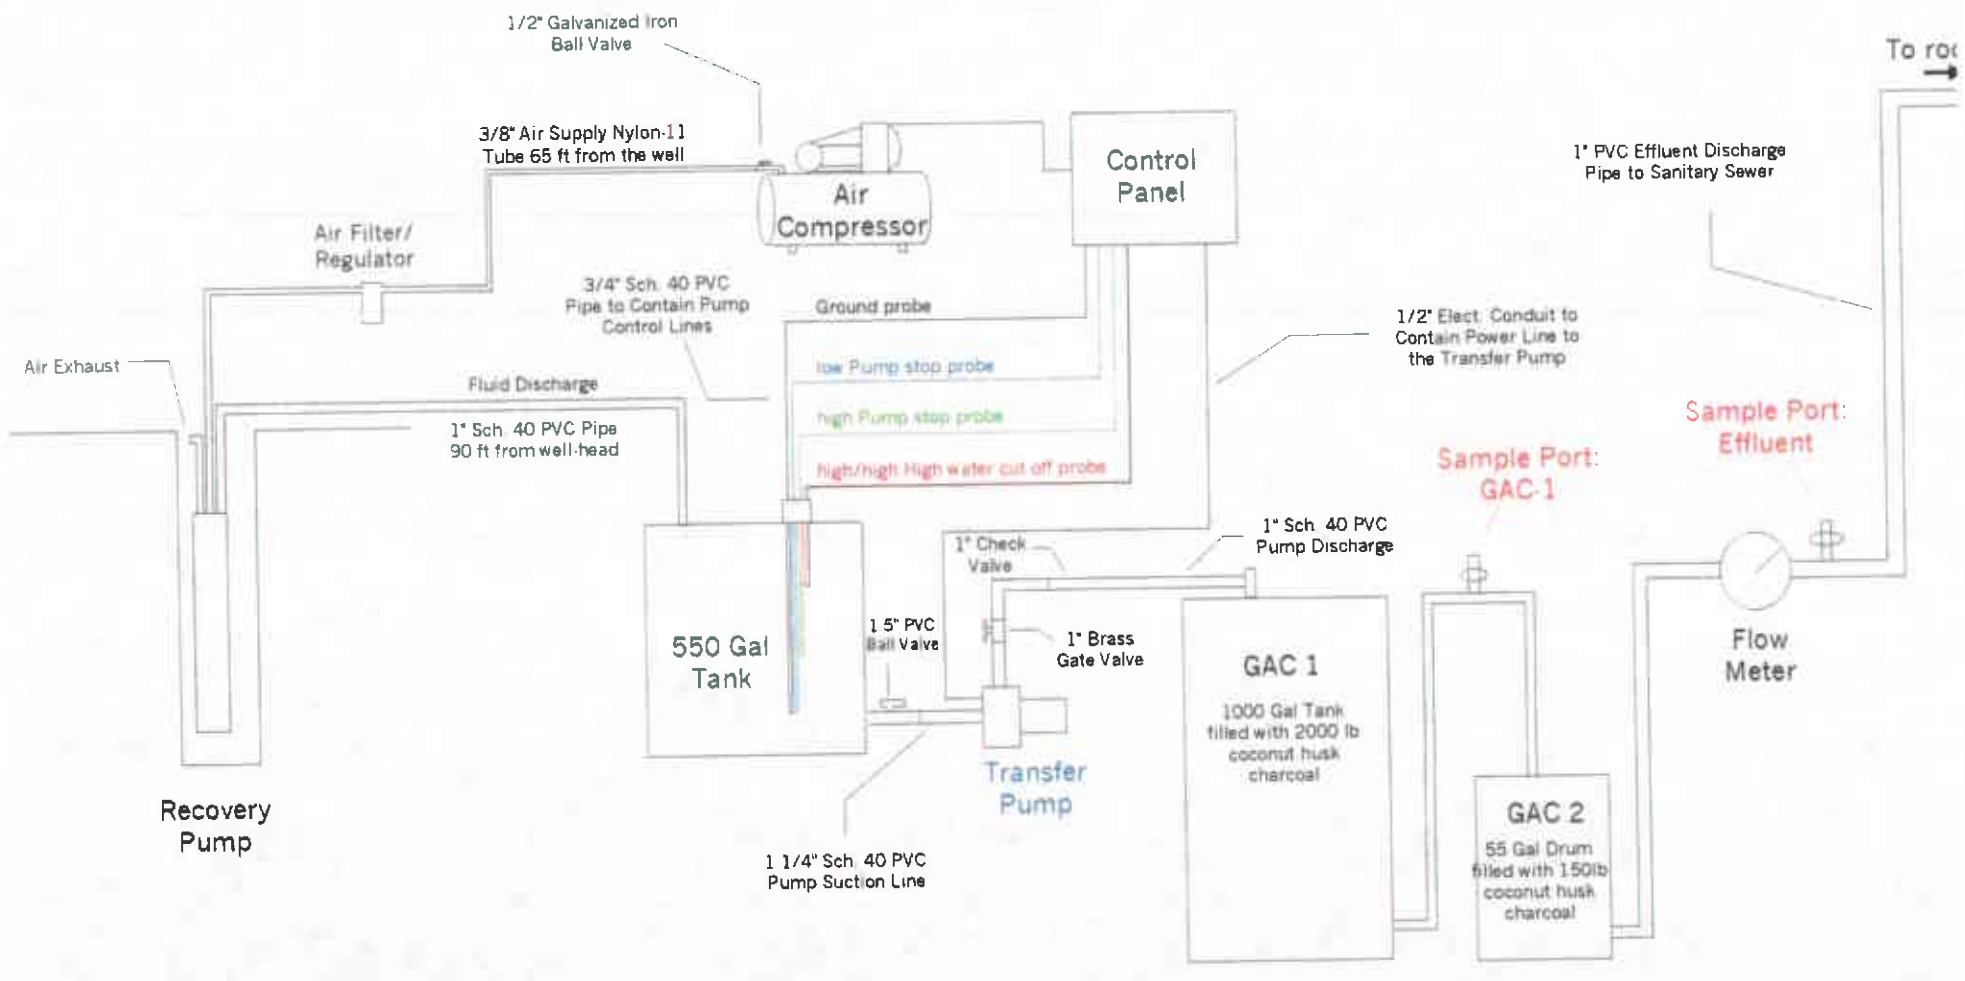 1/2" Galvanized Iron
Ball Valve
To
3/8" Air Supply Nylon-11
Tube 65 ft from the well
Air
Compressor
Control
Panel
1" PVC Effluent Discharge
Pipe to Sanitary Sewer
Air Filter/
Regulator
3/4" Sch. 40 PVC
Pipe to Contain Pump
Control Lines
Ground probe
low Pump stop probe
high Pump stop probe
high/high High water cut off probe
1/2" Elect. Conduit to
Contain Power Line to
the Transfer Pump
Air Exhaust
Fluid Discharge
1" Sch. 40 PVC Pipe
90 ft from well-head
Sample Port:
Effluent
Sample Port:
GAC-1
1" Sch. 40 PVC
Pump Discharge
1" Check
Valve
550 Gal
Tank
1 5" PVC
Ball Valve
1" Brass
Gate Valve
GAC 1
1000 Gal Tank
filled with 2000 lb
coconut husk
charcoal
Flow
Meter
Transfer
Pump
Recovery
Pump
GAC 2
55 Gal Drum
filled with 150lb
coconut husk
charcoal
1 1/4" Sch. 40 PVC
Pump Suction Line